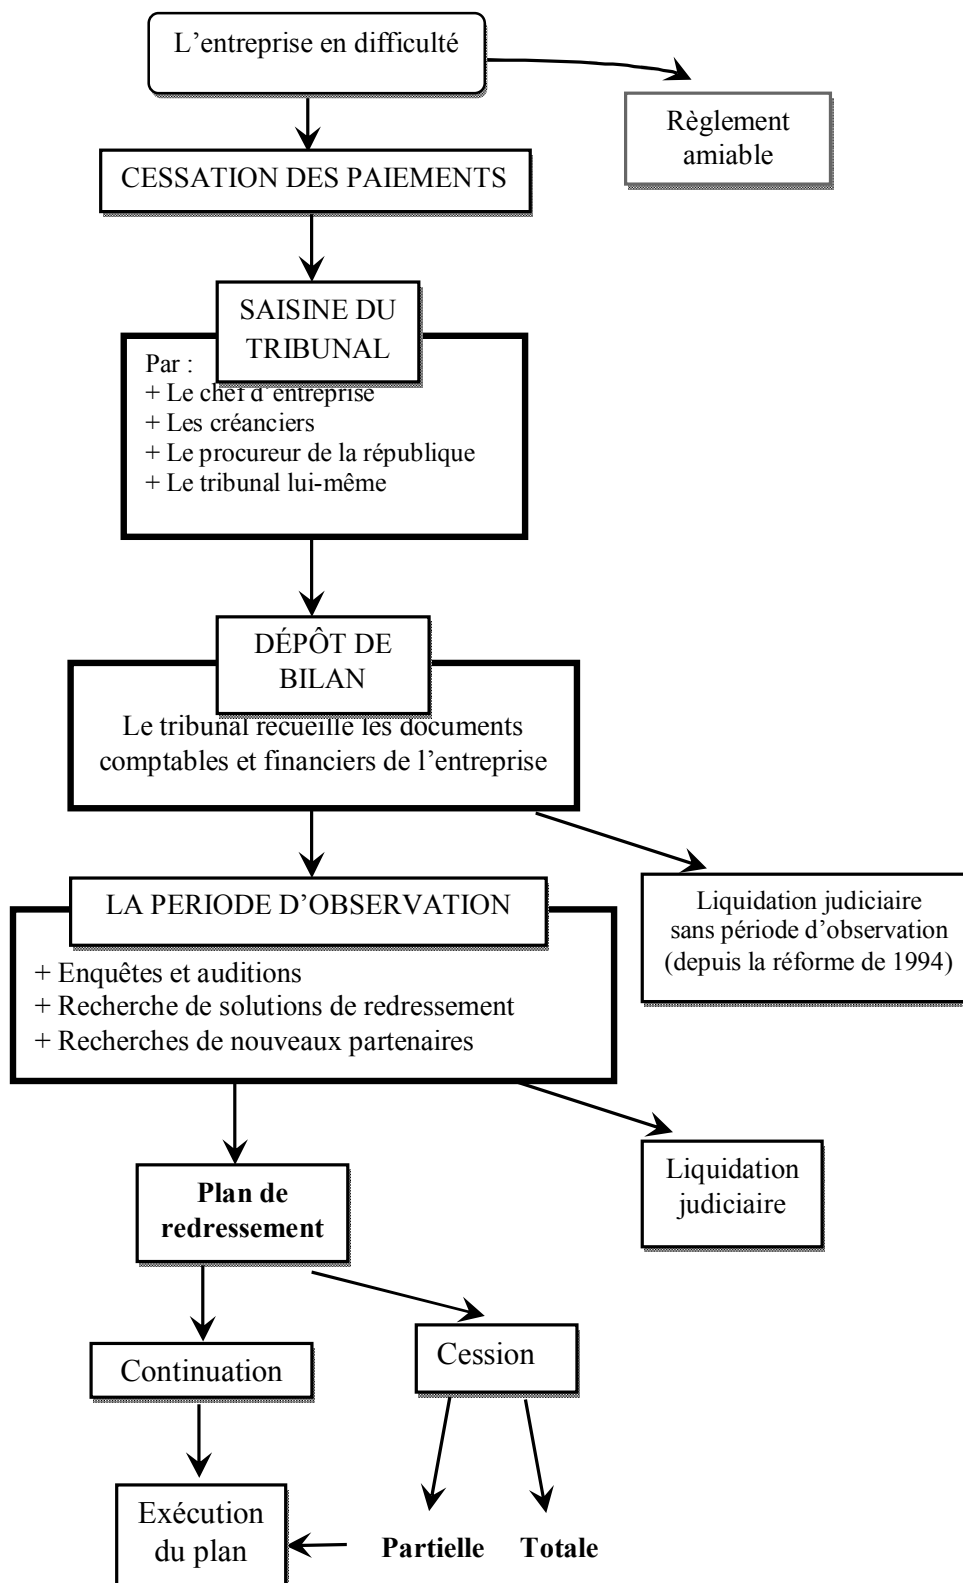 L’entreprise en difficulté
Règlement
amiable
CESSATION DES PAIEMENTS
SAISINE DU
TRIBUNAL
Par :
+ Le chef d’entreprise
+ Les créanciers
+ Le procureur de la république
+ Le tribunal lui-même
DÉPÔT DE
BILAN
Le tribunal recueille les documents
comptables et financiers de l’entreprise
LA PERIODE D’OBSERVATION
+ Enquêtes et auditions
+ Recherche de solutions de redressement
+ Recherches de nouveaux partenaires
Liquidation judiciaire
sans période d’observation
(depuis la réforme de 1994)
Liquidation
judiciaire
Plan de
redressement
Continuation
Cession
Exécution
du plan
Partielle
Totale